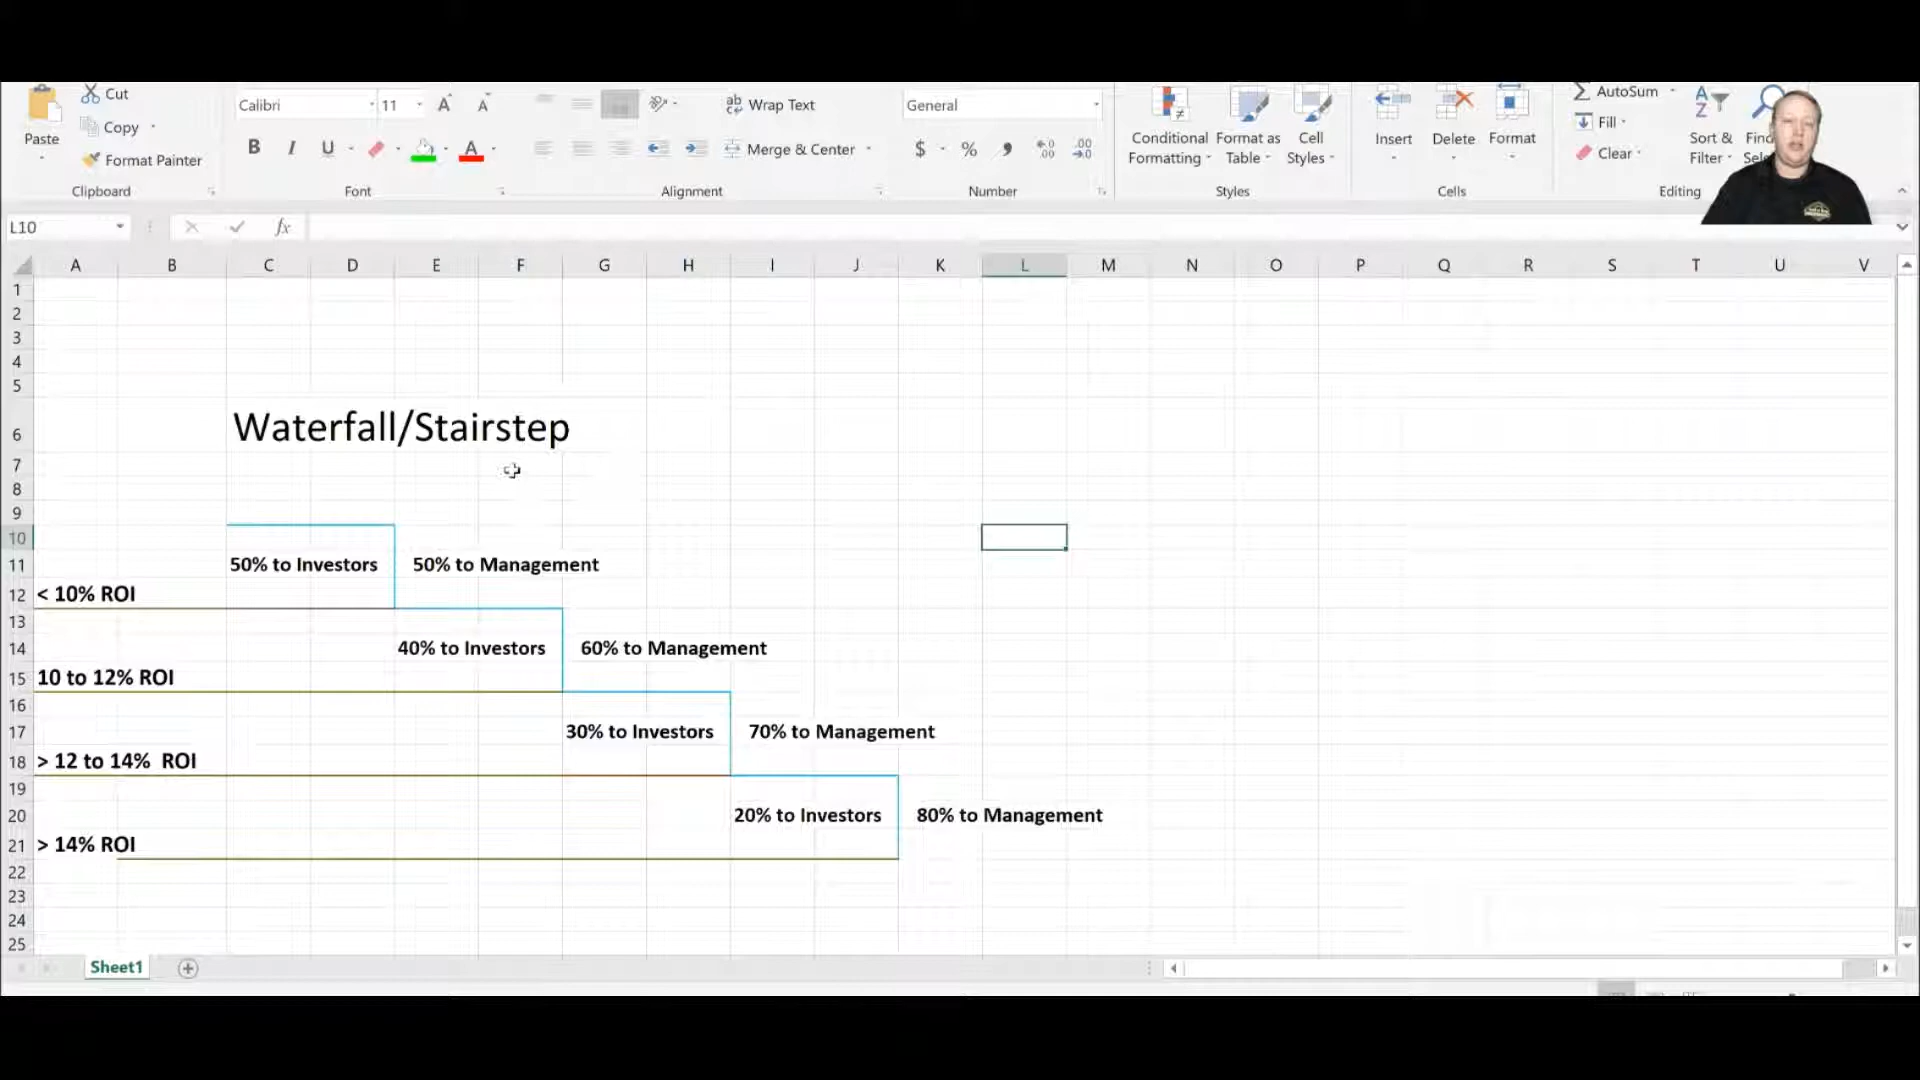 Cut
Calibri 11 A A
Wrap Text
General
AutoSum
Copy
Fill
Paste
Conditional Formatting
Format as Table
Cell Styles
Insert
Delete
Format
Sort & Filter
Find
B I U A
Merge & Center
$ % 9
.00
Format Painter
Clear
Clipboard
Font
Alignment
Number
Styles
Cells
Editing
L10
fx
A B C D E F G H I J K L M N O P Q R S T U V
1
2
3
4
5
6 Waterfall/Stairstep
7
8
9
10
11 50% to Investors 50% to Management
12 < 10% ROI
13
14 40% to Investors 60% to Management
15 10 to 12% ROI
16
17 30% to Investors 70% to Management
18 > 12 to 14% ROI
19
20 20% to Investors 80% to Management
21 > 14% ROI
22
23
24
25
Sheet1